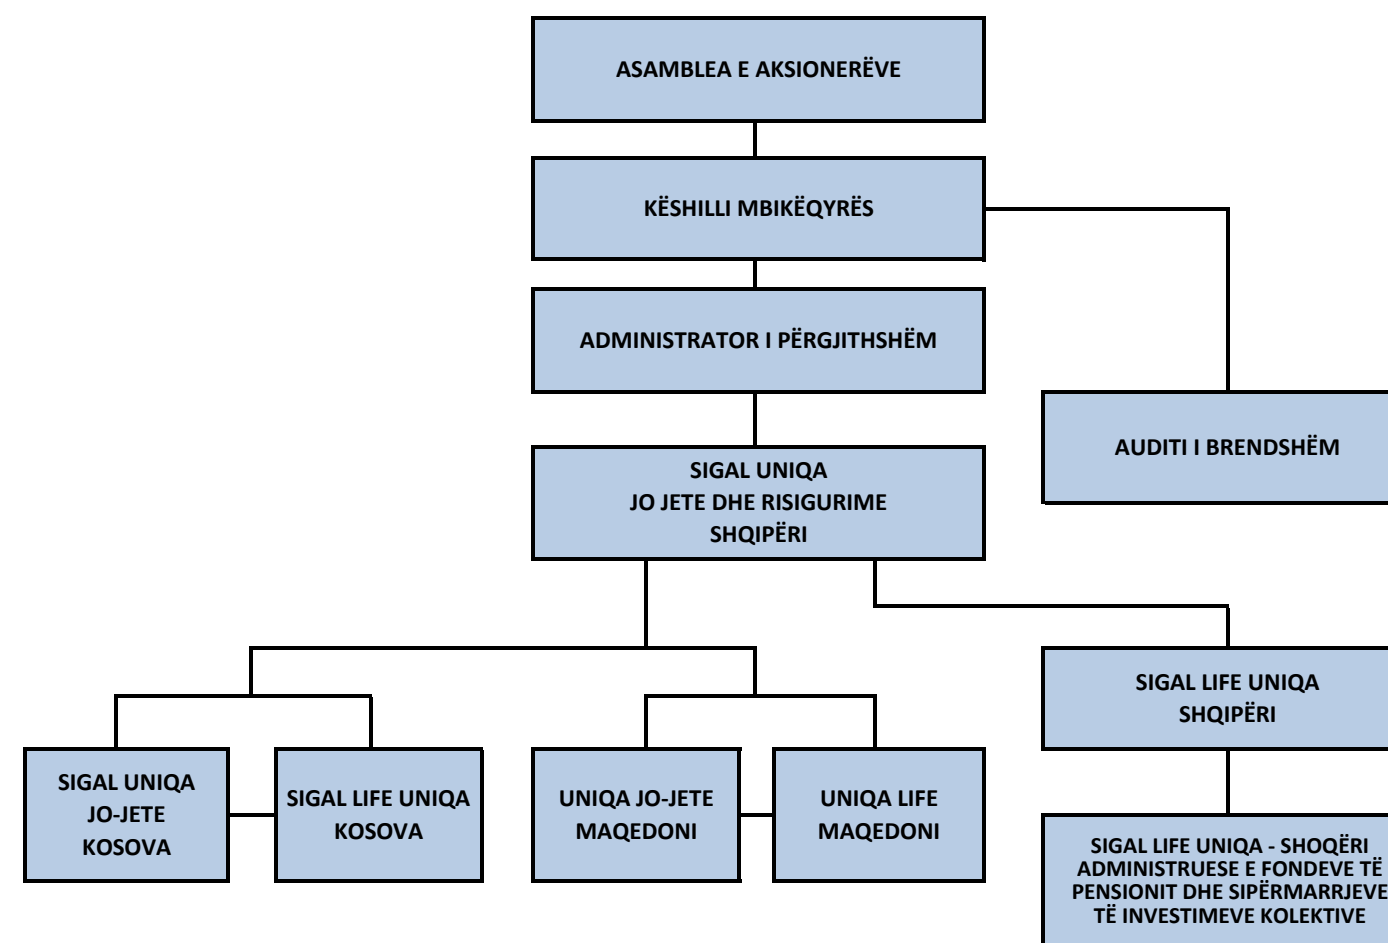 ASAMBLEA E AKSIONERËVE
KËSHILLI MBIKËQYRËS
ADMINISTRATOR I PËRGJITHSHËM
AUDITI I BRENDSHËM
SIGAL UNIQA
JO JETE DHE RISIGURIME
SHQIPËRI
SIGAL LIFE UNIQA
SHQIPËRI
SIGAL UNIQA
JO-JETE
KOSOVA
SIGAL LIFE UNIQA
KOSOVA
UNIQA JO-JETE
MAQEDONI
UNIQA LIFE
MAQEDONI
SIGAL LIFE UNIQA - SHOQËRI
ADMINISTRUESE E FONDEVE TË
PENSIONIT DHE SIPËRMARRJEVE
TË INVESTIMEVE KOLEKTIVE